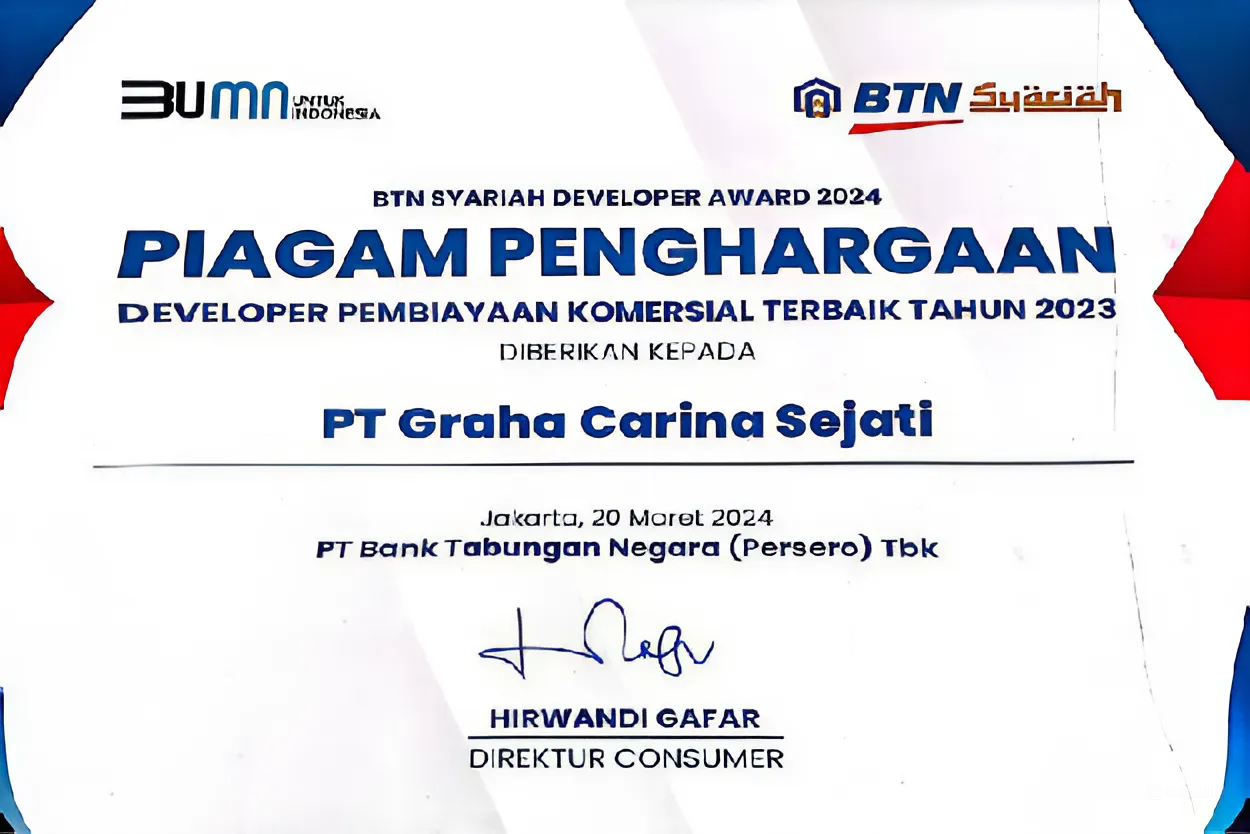 BUMN UNTUK INDONESIA
BTN Syariah
BTN SYARIAH DEVELOPER AWARD 2024
PIAGAM PENGHARGAAN
DEVELOPER PEMBIAYAAN KOMERSIAL TERBAIK TAHUN 2023
DIBERIKAN KEPADA
PT Graha Carina Sejati
Jakarta, 20 Maret 2024
PT Bank Tabungan Negara (Persero) Tbk
HIRWANDI GAFAR
DIREKTUR CONSUMER